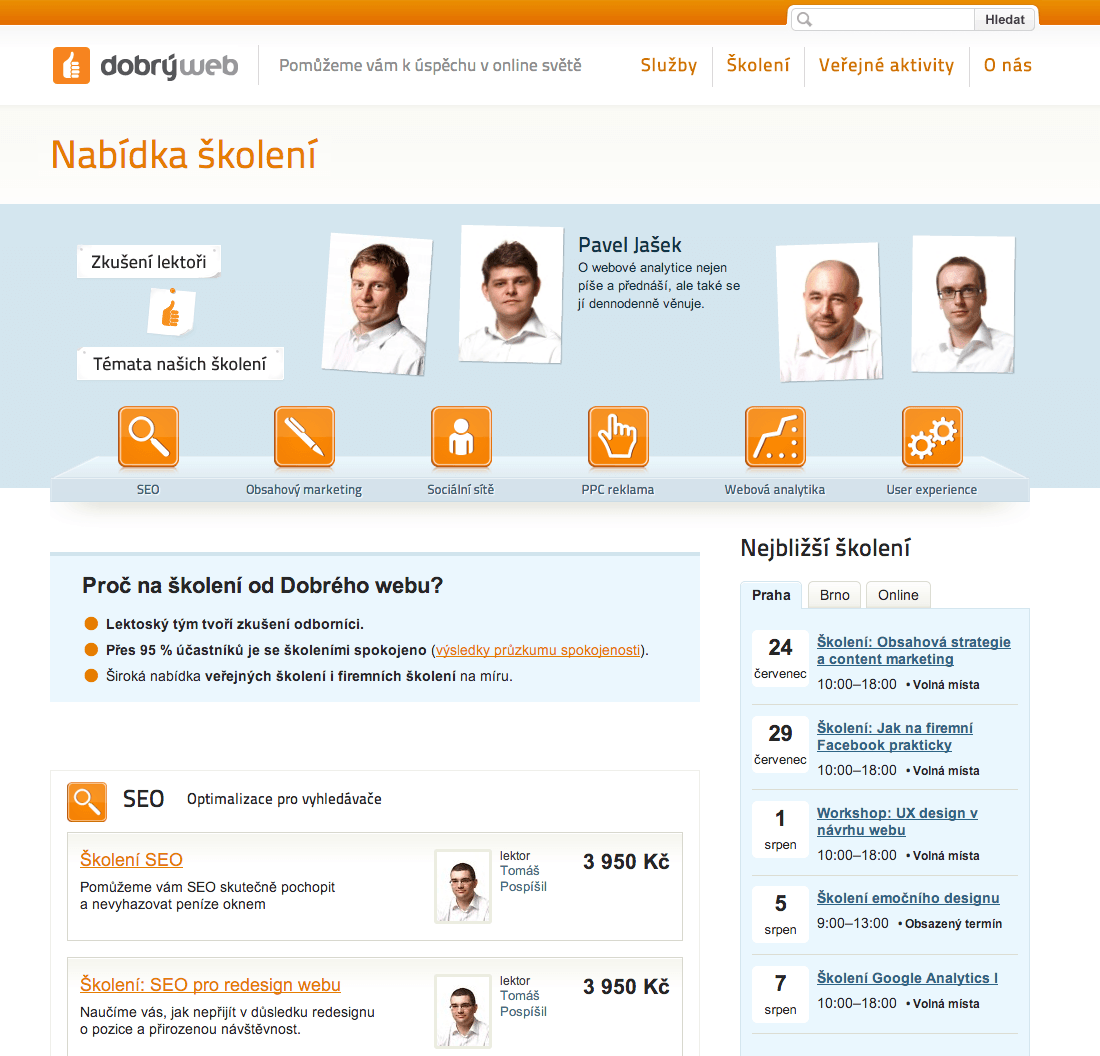 Hledat
dobrýweb
Pomůžeme vám k úspěchu v online světě
Služby
Školení
Veřejné aktivity
O nás
Nabídka školení
Zkušení lektoři
Témata našich školení
Pavel Jašek
O webové analytice nejen
píše a přednáší, ale také se
jí dennodenně věnuje.
SEO
Obsahový marketing
Sociální sítě
PPC reklama
Webová analytika
User experience
Proč na školení od Dobrého webu?
Lektoský tým tvoří zkušení odborníci.
Přes 95 % účastníků je se školeními spokojeno (výsledky průzkumu spokojenosti).
Široká nabídka veřejných školení i firemních školení na míru.
SEO
Optimalizace pro vyhledávače
Školení SEO
Pomůžeme vám SEO skutečně pochopit
a nevyhazovat peníze oknem
lektor
Tomáš
Pospíšil
3 950 Kč
Školení: SEO pro redesign webu
Naučíme vás, jak nepřijít v důsledku redesignu
o pozice a přirozenou návštěvnost.
lektor
Tomáš
Pospíšil
3 950 Kč
Nejbližší školení
Praha
Brno
Online
24
červenec
Školení: Obsahová strategie
a content marketing
10:00–18:00 • Volná místa
29
červenec
Školení: Jak na firemní
Facebook prakticky
10:00–18:00 • Volná místa
1
srpen
Workshop: UX design v
návrhu webu
10:00–18:00 • Volná místa
5
srpen
Školení emočního designu
9:00–13:00 • Obsazený termín
7
srpen
Školení Google Analytics I
10:00–18:00 • Volná místa